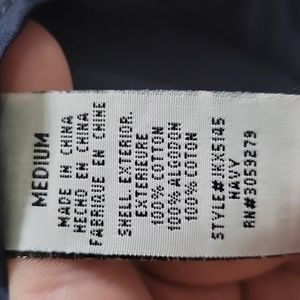 MEDIUM
MADE IN CHINA
HECHO EN CHINA
FABRIQUE EN CHINE
SHELL: EXTERIOR:
EXTERIEURE
100% COTTON
100% ALGODON
100% COTON
STYLE# JKX5145
NAVY
RN# 3059279